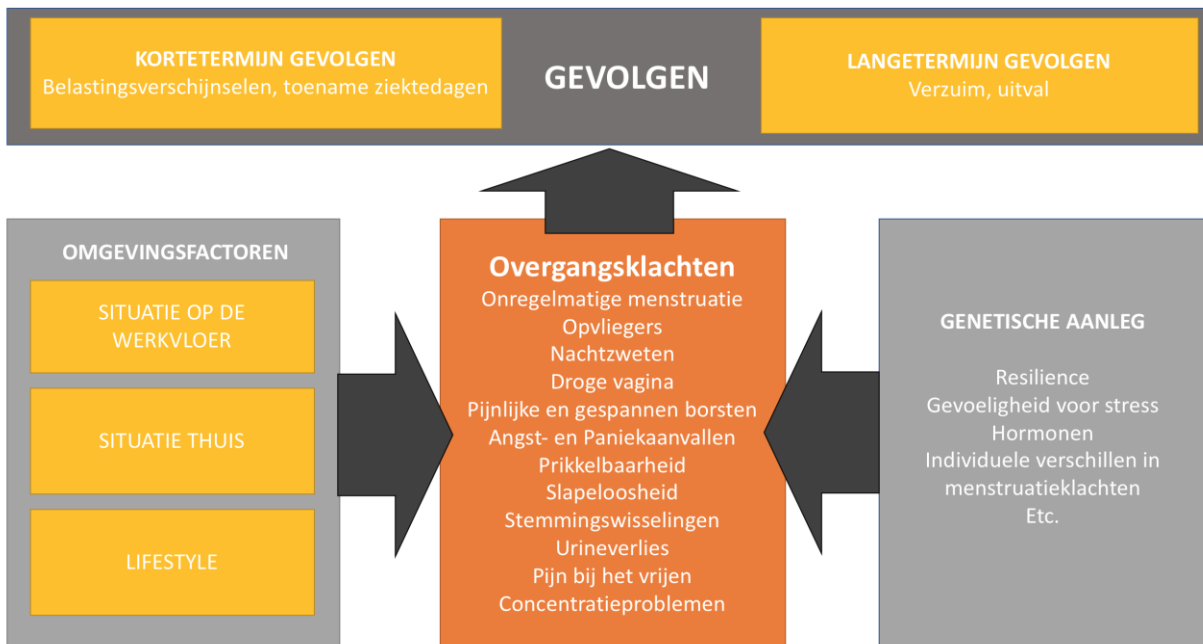 KORTETERMIJN GEVOLGEN
Belastingsverschijnselen, toename ziektedagen
GEVOLGEN
LANGETERMIJN GEVOLGEN
Verzuim, uitval
OMGEVINGSFACTOREN
SITUATIE OP DE
WERKVLOER
SITUATIE THUIS
LIFESTYLE
Overgangsklachten
Onregelmatige menstruatie
Opvliegers
Nachtzweten
Droge vagina
Pijnlijke en gespannen borsten
Angst- en Paniekaanvallen
Prikkelbaarheid
Slapeloosheid
Stemmingswisselingen
Urineverlies
Pijn bij het vrijen
Concentratieproblemen
GENETISCHE AANLEG
Resilience
Gevoeligheid voor stress
Hormonen
Individuele verschillen in
menstruatieklachten
Etc.